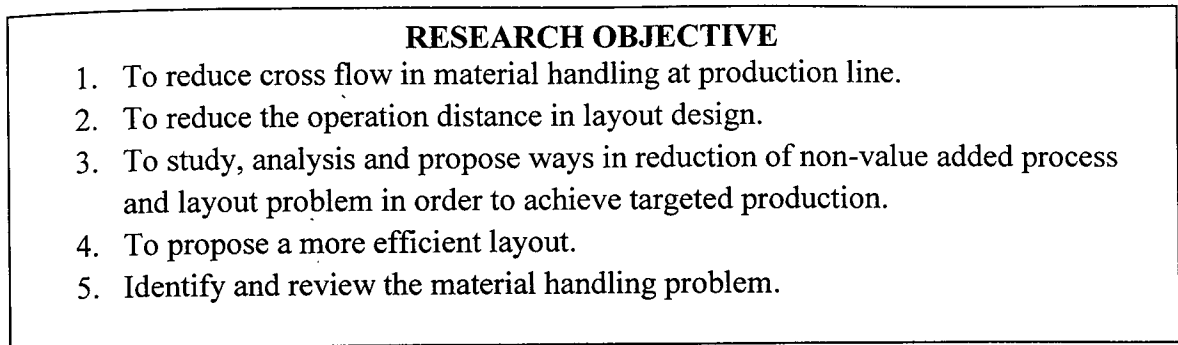 RESEARCH OBJECTIVE
1. To reduce cross flow in material handling at production line.
2. To reduce the operation distance in layout design.
3. To study, analysis and propose ways in reduction of non-value added process
and layout problem in order to achieve targeted production.
4. To propose a more efficient layout.
5. Identify and review the material handling problem.